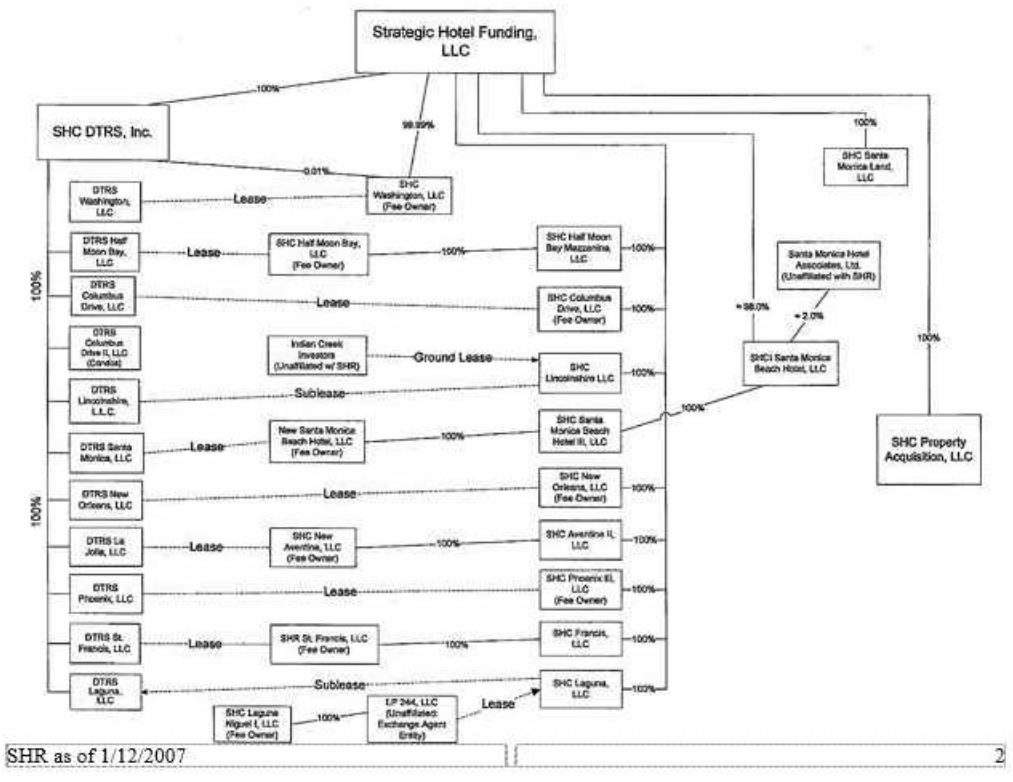 Strategic Hotel Funding,
LLC
100%
SHC DTRS, Inc.
99.99%
100%
0.01%
SHC Santa
Monica Land,
LLC
DTRS
Washington,
LLC
Lease
SHC
Washington, LLC
(Fee Owner)
DTRS Half
Moon Bay,
LLC
Lease
SHC Half Moon Bay,
LLC
(Fee Owner)
100%
SHC Half Moon
Bay Mezzanine,
LLC
100%
Santa Monica Hotel
Associates, Ltd.
(Unaffiliated with SHR)
100%
DTRS
Columbus
Drive, LLC
Lease
SHC Columbus
Drive, LLC
(Fee Owner)
100%
≈ 98.0%
≈ 2.0%
DTRS
Columbus
Drive II, LLC
(Condos)
Indian Creek
Investors
(Unaffiliated w/ SHR)
Ground Lease
SHC
Lincolnshire LLC
100%
SHCI Santa Monica
Beach Hotel, LLC
100%
DTRS
Lincolnshire,
L.L.C.
Sublease
100%
DTRS Santa
Monica, LLC
Lease
New Santa Monica
Beach Hotel, LLC
(Fee Owner)
100%
SHC Santa
Monica Beach
Hotel III, LLC
SHC Property
Acquisition, LLC
DTRS New
Orleans, LLC
Lease
SHC New
Orleans, LLC
(Fee Owner)
100%
100%
DTRS La
Jolla, LLC
Lease
SHC New
Aventine, LLC
(Fee Owner)
100%
SHC Aventine II,
LLC
100%
DTRS
Phoenix, LLC
Lease
SHC Phoenix III,
LLC
(Fee Owner)
100%
DTRS St.
Francis, LLC
Lease
SHR St. Francis, LLC
(Fee Owner)
100%
SHC Francis,
LLC
100%
DTRS
Laguna,
LLC
Sublease
SHC Laguna,
LLC
100%
SHC Laguna
Niguel I, LLC
(Fee Owner)
100%
244, LLC
(Unaffiliated
Exchange Agent
Entity)
Lease
SHR as of 1/12/2007
2